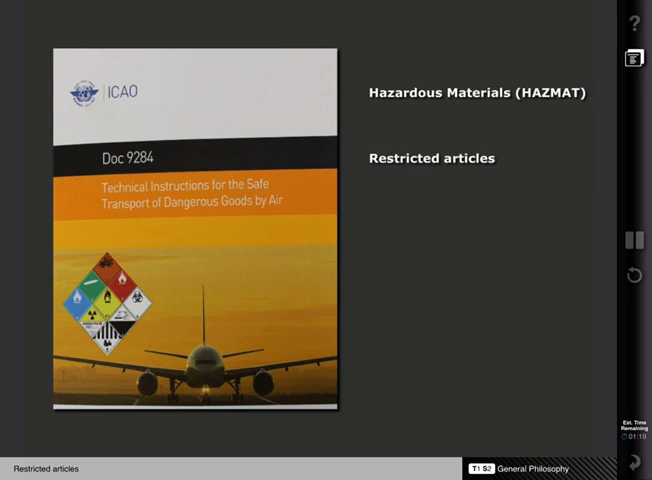 ICAO
Hazardous Materials (HAZMAT)
Doc 9284
Restricted articles
Technical Instructions for the Safe
Transport of Dangerous Goods by Air
Est. Time
Remaining
01:19
Restricted articles
T1 S2 General Philosophy